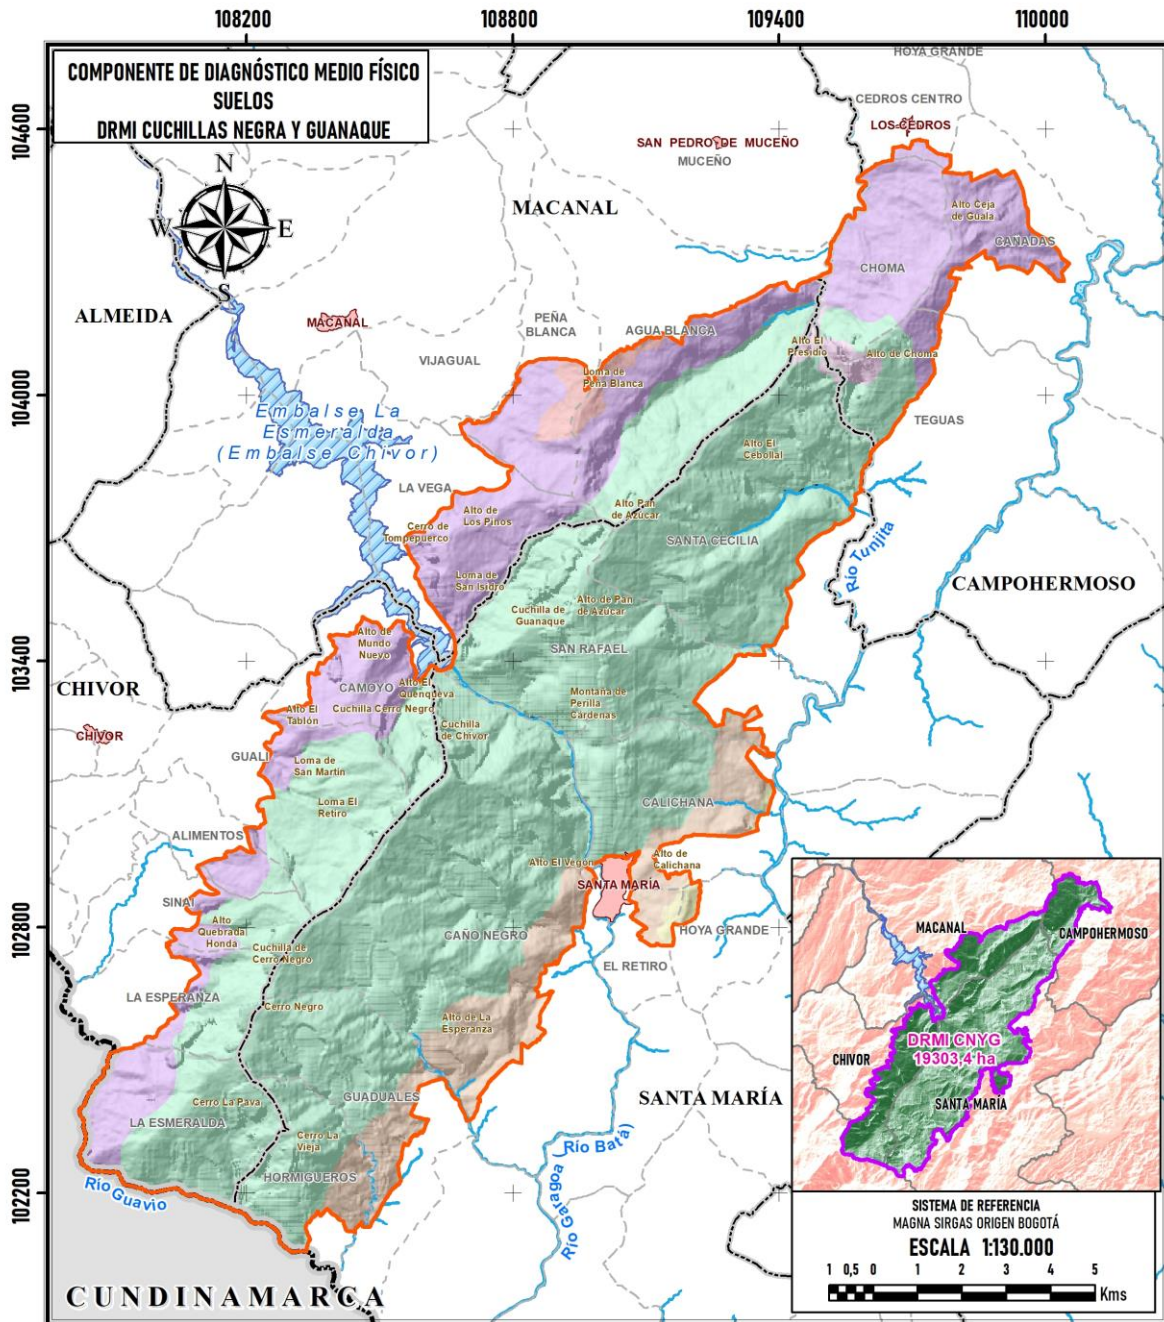 108200
108800
109400
110000
COMPONENTE DE DIAGNÓSTICO MEDIO FÍSICO
SUELOS
DRMI CUCHILLAS NEGRA Y GUANAQUE
104600
104000
103400
102800
102200
N
W
E
S
HOYA GRANDE
CEDROS CENTRO
LOS CEDROS
SAN PEDRO DE MUCEÑO
MUCEÑO
MACANAL
Alto Ceja
de Guala
CAÑADAS
CHOMA
ALMEIDA
MACANAL
PEÑA
BLANCA
AGUA BLANCA
VIJAGUAL
Alto El
Presidio
Alto de Choma
Loma de
Peña Blanca
Embalse La
Esmeralda
(Embalse Chivor)
TEGUAS
Alto El
Cebollal
LA VEGA
Alto de
Los Pinos
Alto Pan
de Azúcar
Cerro de
Tompepuerco
SANTA CECILIA
Río Tunjita
CAMPOHERMOSO
Loma de
San Isidro
Cuchilla de
Guanaque
Alto de Pan
de Azúcar
SAN RAFAEL
Alto de
Mundo
Nuevo
CHIVOR
CAMOYO
Alto El
Quenqueva
Montaña de
Perilla
Cárdenas
Alto El
Tablón
Cuchilla Cerro Negro
Cuchilla
de Chivor
CHIVOR
GUALI
Loma de
San Martín
Loma El
Retiro
CALICHANA
ALIMENTOS
Alto El Vegón
Alto de
Calichana
SANTA MARÍA
SINAI
Alto
Quebrada
Honda
CAÑO NEGRO
HOYA GRANDE
Cuchilla de
Cerro Negro
EL RETIRO
LA ESPERANZA
Cerro Negro
Alto de La
Esperanza
GUADUALES
SANTA MARÍA
Cerro La Pava
LA ESMERALDA
Cerro La
Vieja
HORMIGUEROS
Río Guavio
Río Garagoa (Río Batá)
CUNDINAMARCA
MACANAL
CAMPOHERMOSO
DRMI CNYG
19303,4 ha
CHIVOR
SANTA MARÍA
SISTEMA DE REFERENCIA
MAGNA SIRGAS ORIGEN BOGOTÁ
ESCALA 1:130.000
1 0,5 0 1 2 3 4 5
Kms